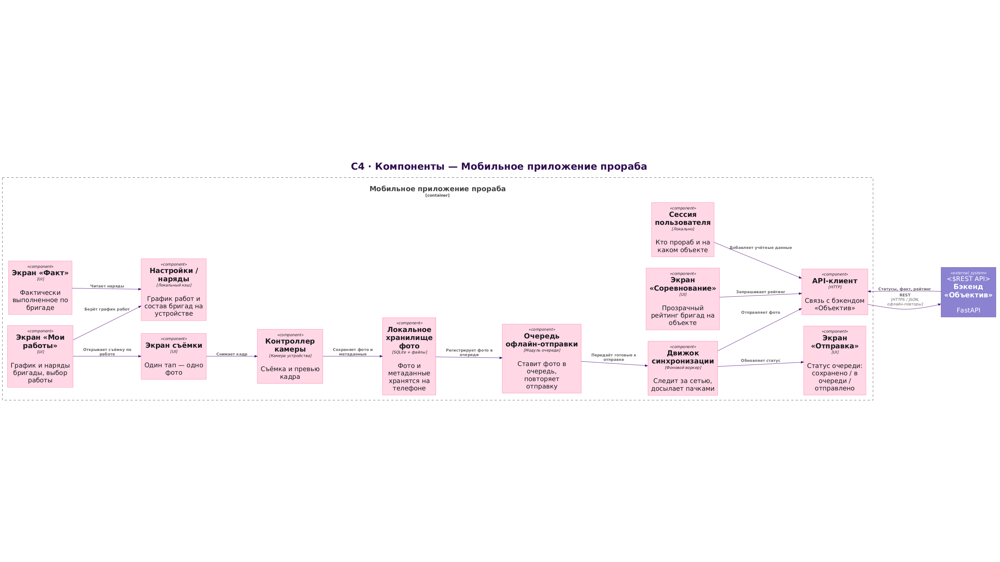 C4 · Компоненты — Мобильное приложение прораба
Мобильное приложение прораба
[container]
«component»
Экран «Факт»
[UI]
Фактически
выполненное по
бригаде
Читает наряды
«component»
Настройки /
наряды
[Локальный кэш]
График работ и
состав бригад на
устройстве
Берёт график работ
«component»
Экран «Мои
работы»
[UI]
График и наряды
бригады, выбор
работы
Открывает съёмку по
работе
«component»
Экран съёмки
[UI]
Один тап — одно
фото
Снимает кадр
«component»
Контроллер
камеры
[Камера устройства]
Съёмка и превью
кадра
Сохраняет фото и
метаданные
«component»
Локальное
хранилище
фото
[SQLite + файлы]
Фото и
метаданные
хранятся на
телефоне
Регистрирует фото в
очереди
«component»
Очередь
офлайн-отправки
[Модуль очереди]
Ставит фото в
очередь,
повторяет
отправку
Передаёт готовые к
отправке
«component»
Сессия
пользователя
[Локально]
Кто прораб и на
каком объекте
Добавляет учётные данные
«component»
Экран
«Соревнование»
[UI]
Прозрачный
рейтинг бригад на
объекте
Запрашивает рейтинг
Отправляет фото
«component»
Движок
синхронизации
[Фоновой воркер]
Следит за сетью,
досылает пачками
Обновляет статус
«component»
API-клиент
[HTTP]
Связь с бэкендом
«Объектив»
«component»
Экран
«Отправка»
[UI]
Статус очереди:
сохранено / в
очереди /
отправлено
Статусы, факт, рейтинг
REST
[HTTPS / JSON,
офлайн-повторы]
«external_system»
<$REST API>
Бэкенд
«Объектив»
FastAPI